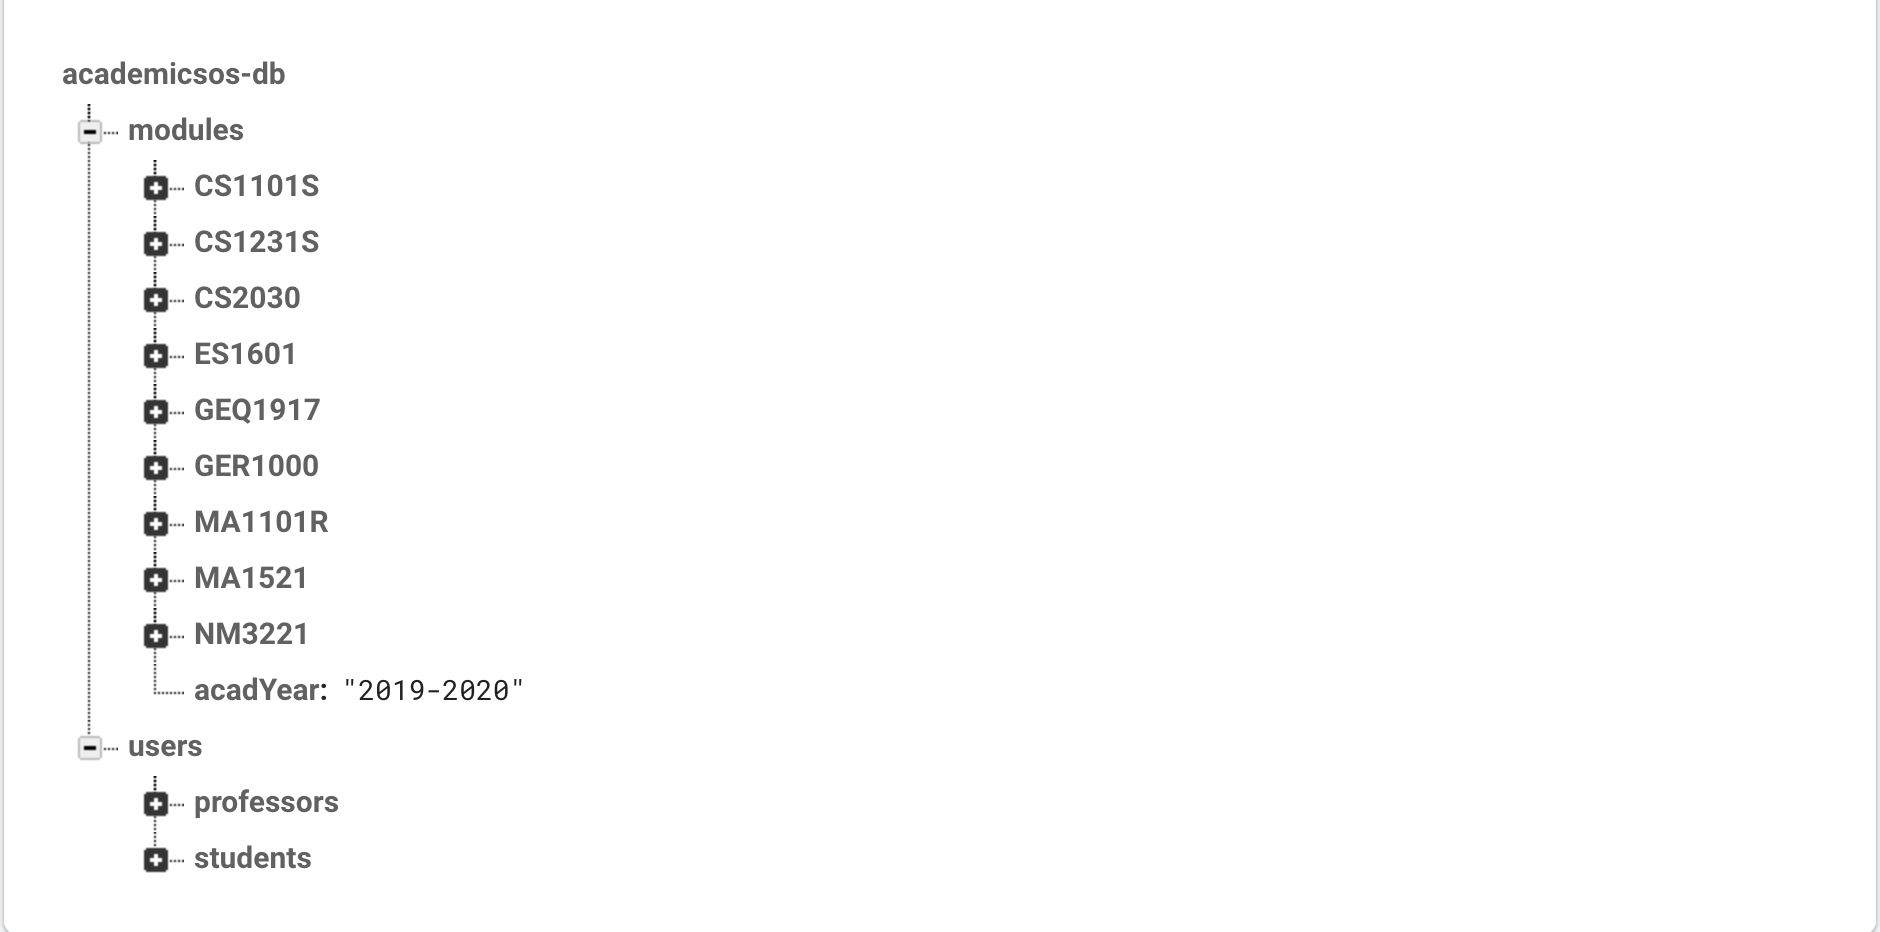 academicsos-db
modules
CS1101S
CS1231S
CS2030
ES1601
GEQ1917
GER1000
MA1101R
MA1521
NM3221
acadYear: "2019-2020"
users
professors
students